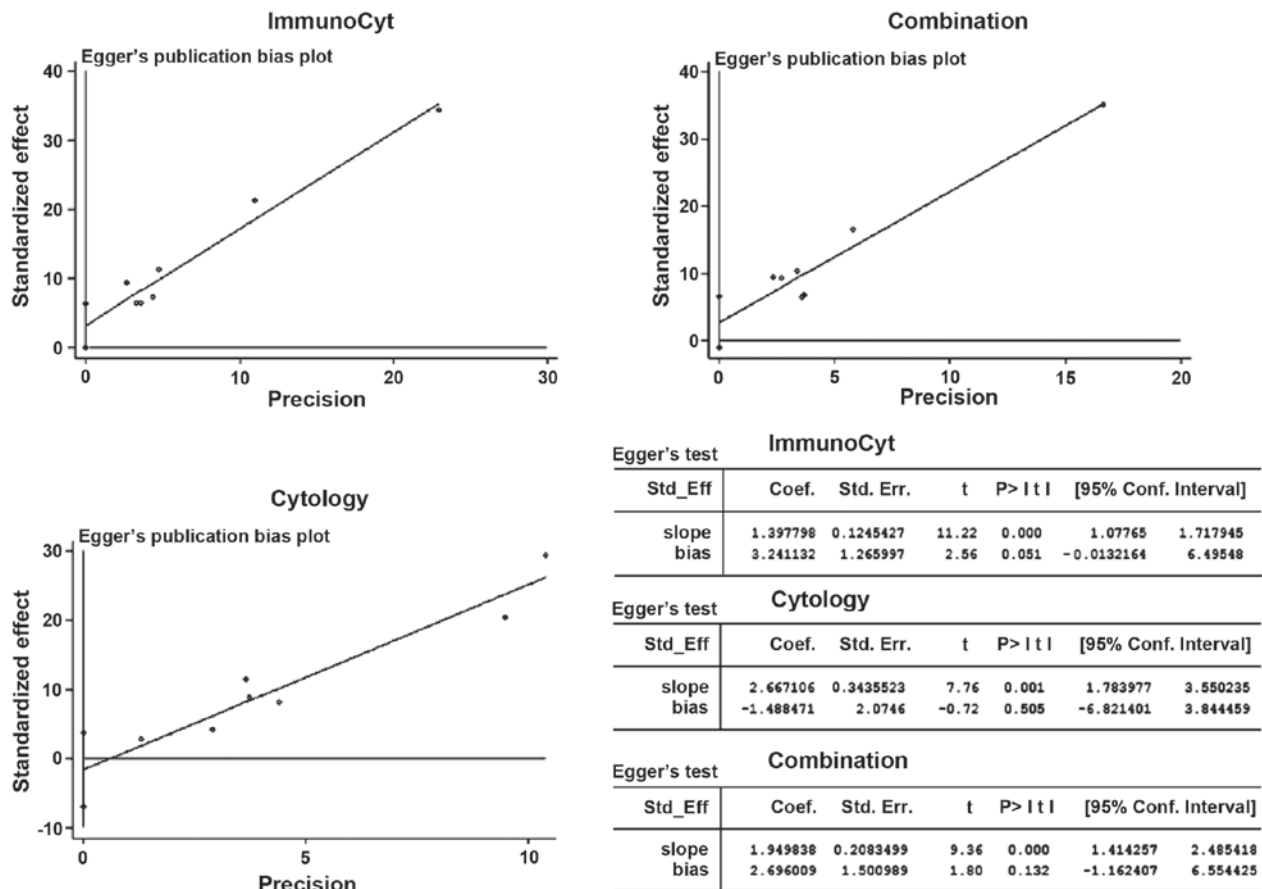 ImmunoCyt
Egger's publication bias plot
Standardized effect
40
30
20
10
0
0 10 20 30
Precision
Combination
Egger's publication bias plot
Standardized effect
40
30
20
10
0
0 5 10 15 20
Precision
Cytology
Egger's publication bias plot
Standardized effect
30
20
10
0
-10
0 5 10
Precision
Egger's test ImmunoCyt
Std_Eff Coef. Std. Err. t P> I t I [95% Conf. Interval]
slope 1.397798 0.1245427 11.22 0.000 1.07765 1.717945
bias 3.241132 1.265997 2.56 0.051 -0.0132164 6.49548
Egger's test Cytology
Std_Eff Coef. Std. Err. t P> I t I [95% Conf. Interval]
slope 2.667106 0.3435523 7.76 0.001 1.783977 3.550235
bias -1.488471 2.0746 -0.72 0.505 -6.821401 3.844459
Egger's test Combination
Std_Eff Coef. Std. Err. t P> I t I [95% Conf. Interval]
slope 1.949838 0.2083499 9.36 0.000 1.414257 2.485418
bias 2.696009 1.500989 1.80 0.132 -1.162407 6.554425